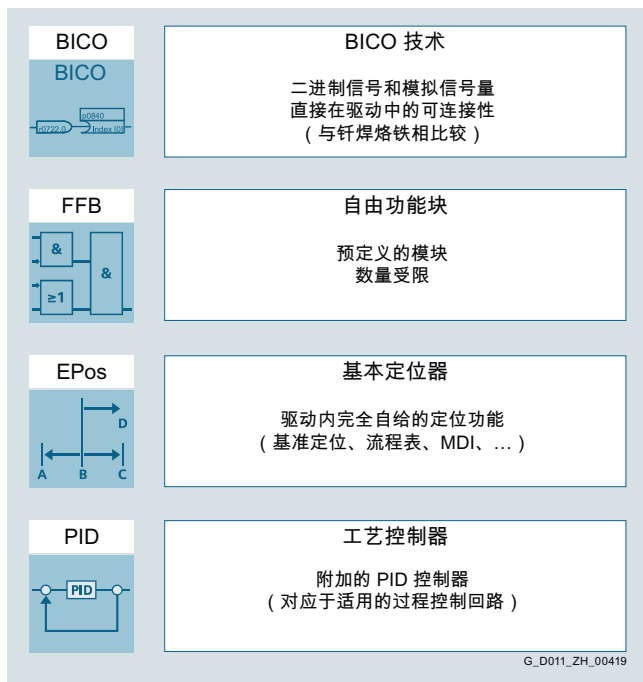 BICO
BICO
p0840
r0722.0
Index [0]
BICO 技术
二进制信号和模拟信号量
直接在驱动中的可连接性
（与钎焊烙铁相比较）
FFB
&
≥1
&
自由功能块
预定义的模块
数量受限
EPos
D
A B C
基本定位器
驱动内完全自给的定位功能
（基准定位、流程表、MDI、…）
PID
PID
工艺控制器
附加的 PID 控制器
（对应于适用的过程控制回路）
G_D011_ZH_00419